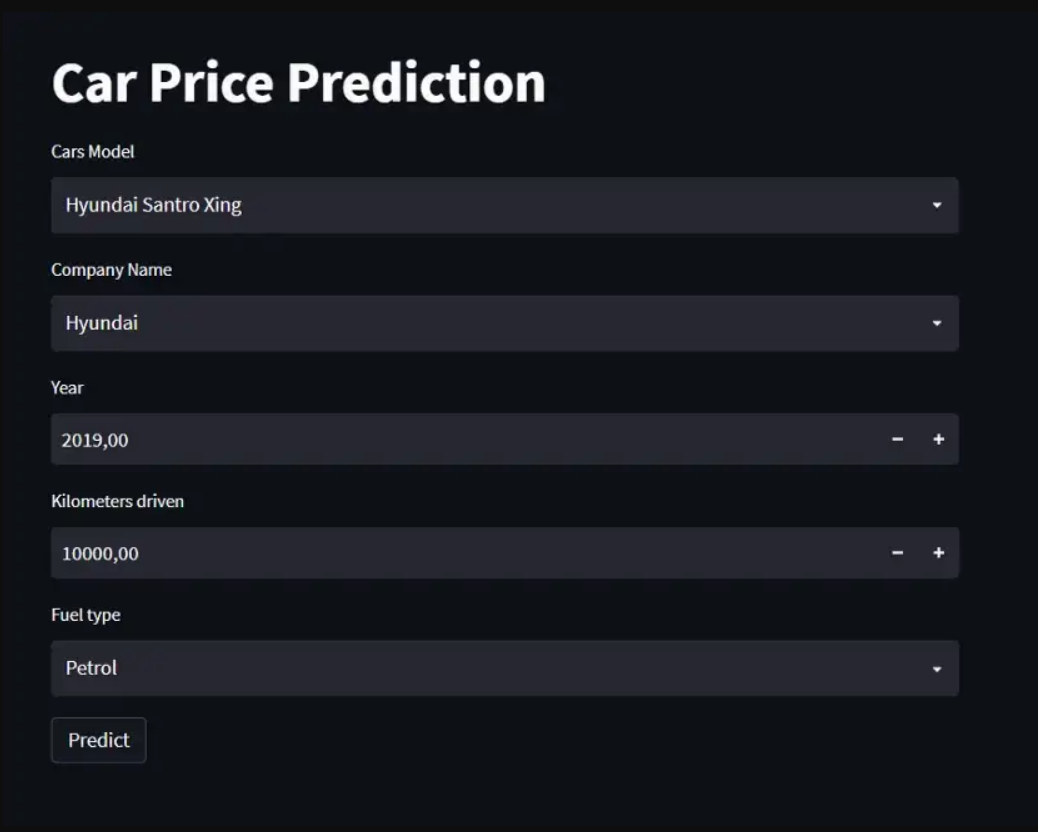 Car Price Prediction
Cars Model
Hyundai Santro Xing
Company Name
Hyundai
Year
2019,00
Kilometers driven
10000,00
Fuel type
Petrol
Predict